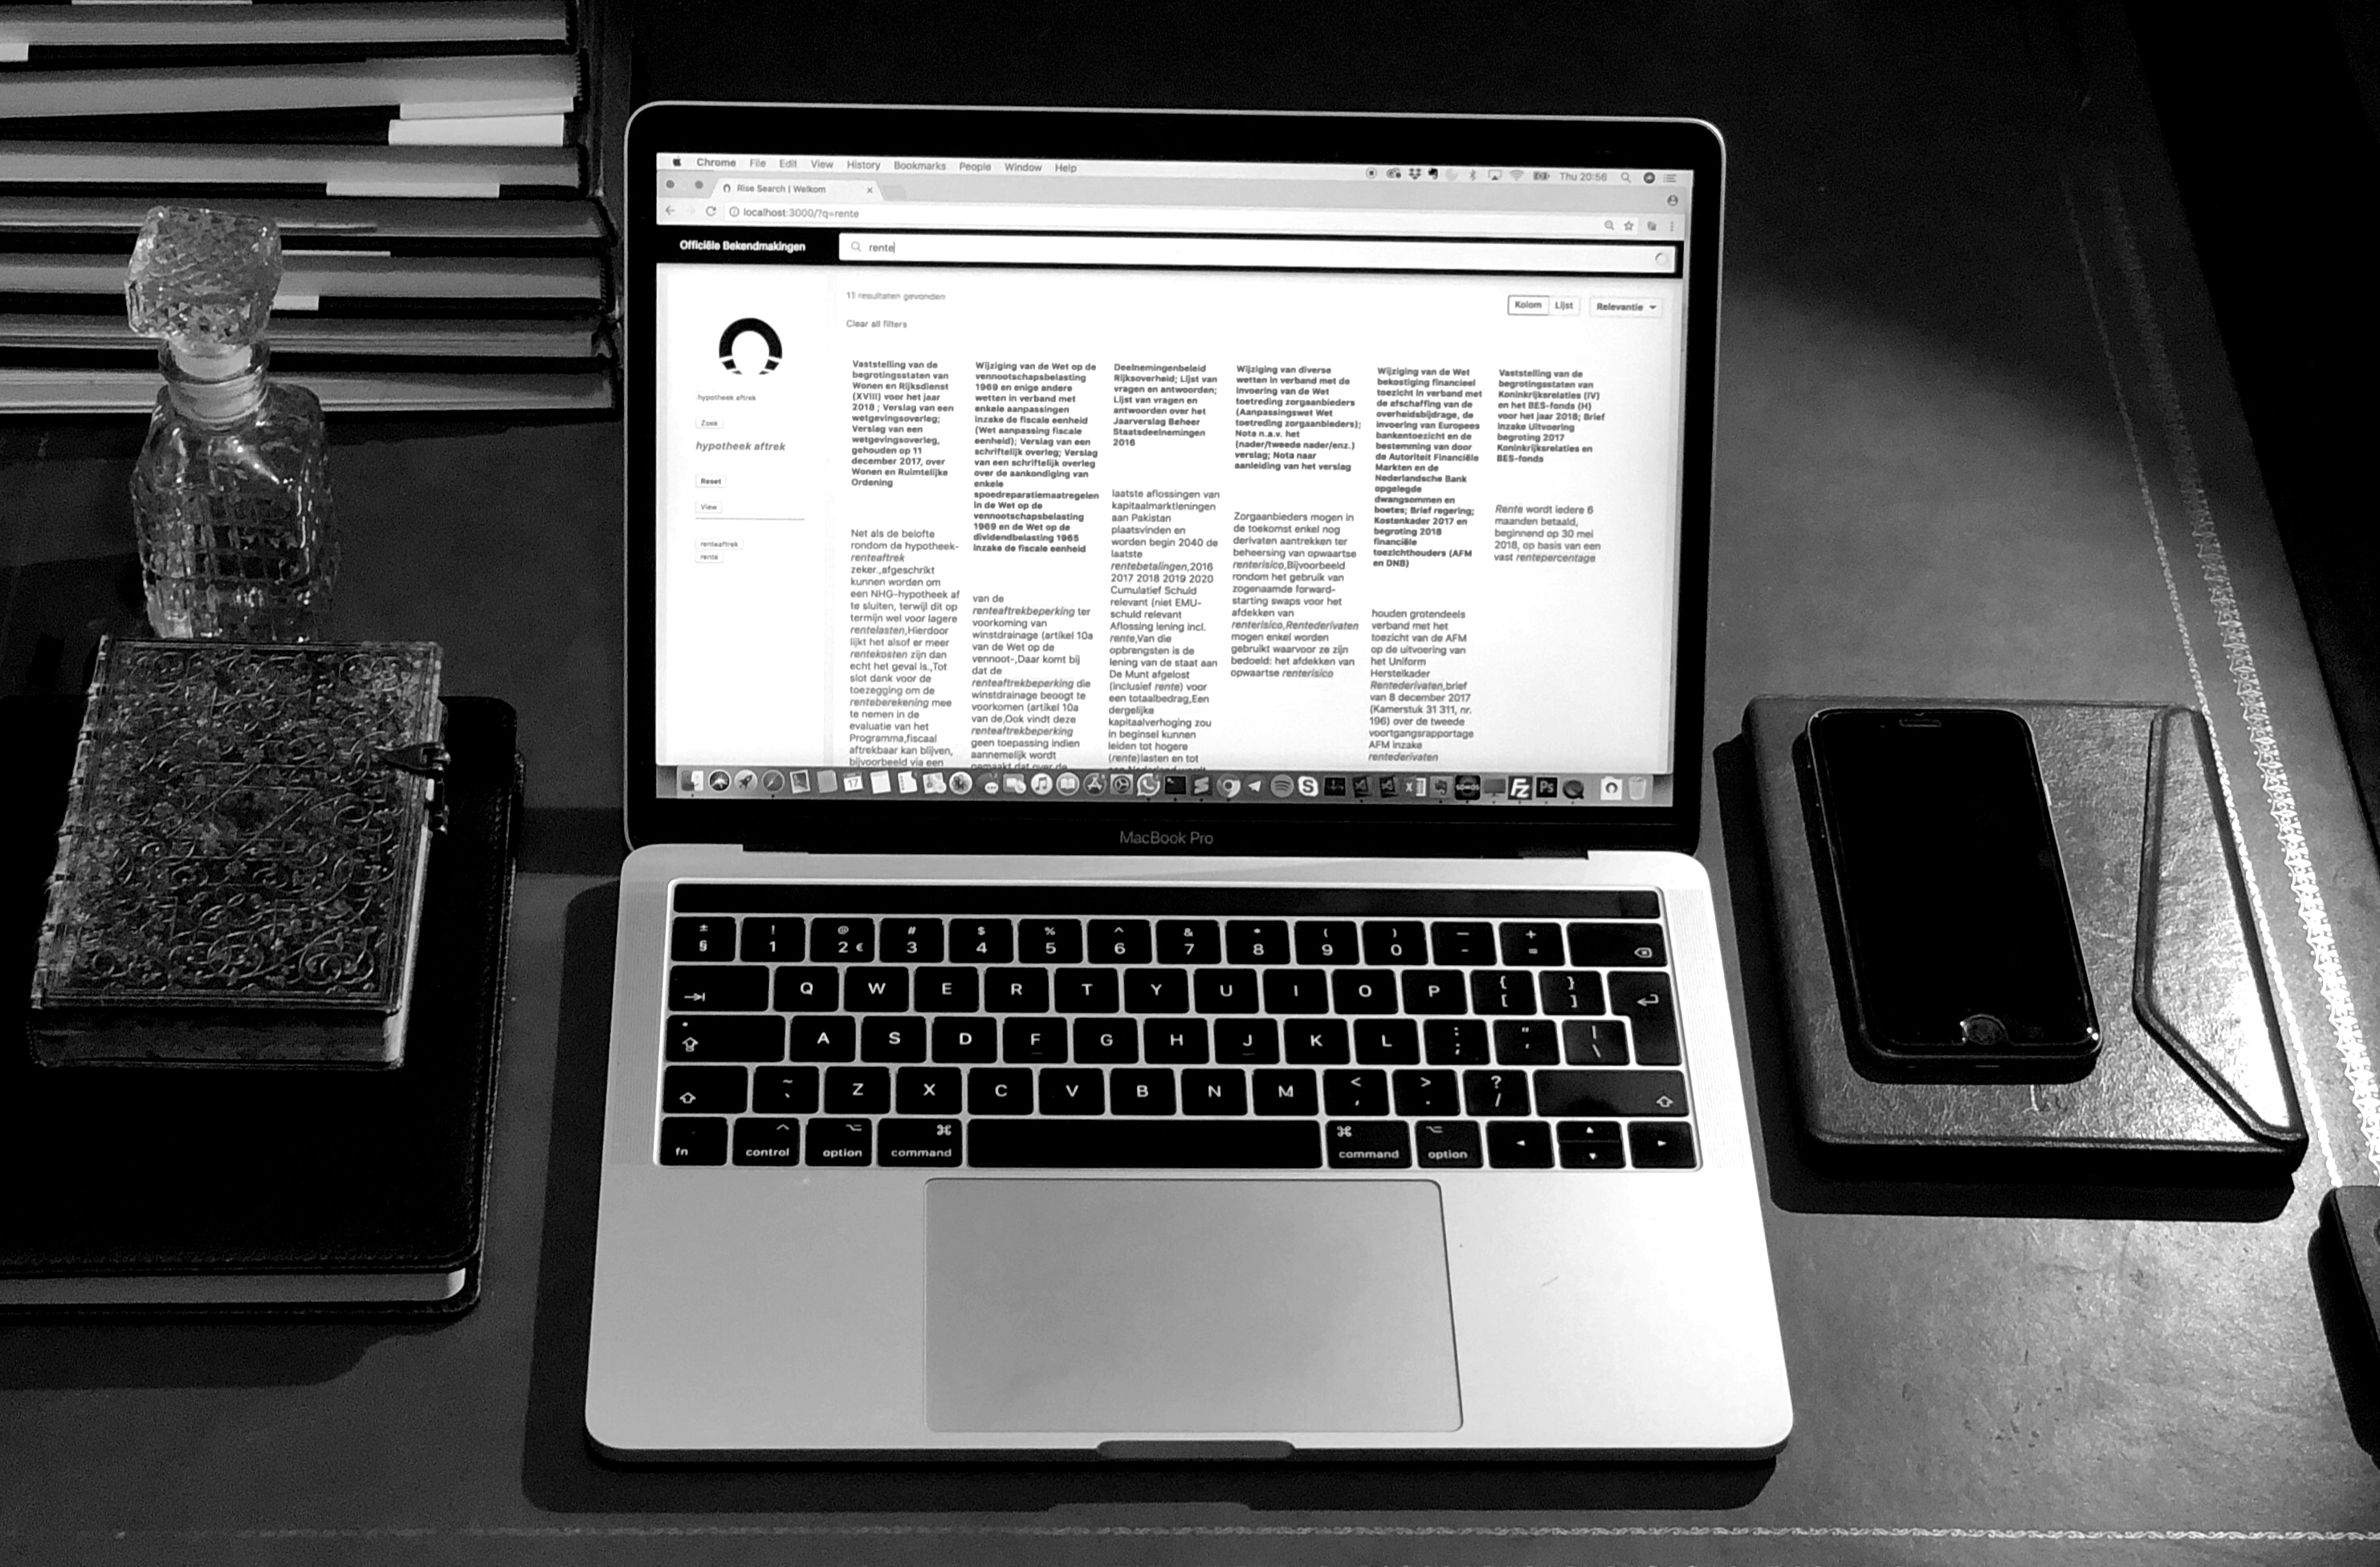 Chrome File Edit View History Bookmarks People Window Help
Thu 20:56
Rise Search | Welkom
localhost:3000/?q=rente
Officiële Bekendmakingen
rente
11 resultaten gevonden
Kolom Lijst Relevantie
Clear all filters
hypotheek aftrek
Zoek
hypotheek aftrek
Reset
View
renteaftrek
rente
Vaststelling van de
begrotingsstaten van
Wonen en Rijksdienst
(XVIII) voor het jaar
2018 ; Verslag van een
wetgevingsoverleg;
Verslag van een
wetgevingsoverleg,
gehouden op 11
december 2017, over
Wonen en Ruimtelijke
Ordening
Net als de belofte
rondom de hypotheek-
renteaftrek
zeker.,afgeschrikt
kunnen worden om
een NHG-hypotheek af
te sluiten, terwijl dit op
termijn wel voor lagere
rentelasten,Hierdoor
lijkt het alsof er meer
rentekosten zijn dan
echt het geval is.,Tot
slot dank voor de
toezegging om de
renteberekening mee
te nemen in de
evaluatie van het
Programma,fiscaal
aftrekbaar kan blijven,
bijvoorbeeld via een
Wijziging van de Wet op de
vennootschapsbelasting
1969 en enige andere
wetten in verband met
enkele aanpassingen
inzake de fiscale eenheid
(Wet aanpassing fiscale
eenheid); Verslag van een
schriftelijk overleg; Verslag
van een schriftelijk overleg
over de aankondiging van
enkele
spoedreparatiemaatregelen
in de Wet op de
vennootschapsbelasting
1969 en de Wet op de
dividendbelasting 1965
inzake de fiscale eenheid
van de
renteaftrekbeperking ter
voorkoming van
winstdrainage (artikel 10a
van de Wet op de
vennoot-,Daar komt bij
dat de
renteaftrekbeperking die
winstdrainage beoogt te
voorkomen (artikel 10a
van de,Ook vindt deze
renteaftrekbeperking
geen toepassing indien
aannemelijk wordt
gemaakt dat over de
Deelnemingenbeleid
Rijksoverheid; Lijst van
vragen en antwoorden;
Lijst van vragen en
antwoorden over het
Jaarverslag Beheer
Staatsdeelnemingen
2016
laatste aflossingen van
kapitaalmarktleningen
aan Pakistan
plaatsvinden en
worden begin 2040 de
laatste
rentebetalingen,2016
2017 2018 2019 2020
Cumulatief Schuld
relevant (niet EMU-
schuld relevant
Aflossing lening incl.
rente,Van die
opbrengsten is de
lening van de staat aan
De Munt afgelost
(inclusief rente) voor
een totaalbedrag,Een
dergelijke
kapitaalverhoging zou
in beginsel kunnen
leiden tot hogere
(rente)lasten en tot
Wijziging van diverse
wetten in verband met de
invoering van de Wet
toetreding zorgaanbieders
(Aanpassingswet Wet
toetreding zorgaanbieders);
Nota n.a.v. het
(nader/tweede nader/enz.)
verslag; Nota naar
aanleiding van het verslag
Zorgaanbieders mogen in
de toekomst enkel nog
derivaten aantrekken ter
beheersing van opwaartse
renterisico,Bijvoorbeeld
rondom het gebruik van
zogenaamde forward-
starting swaps voor het
afdekken van
renterisico,Rentederivaten
mogen enkel worden
gebruikt waarvoor ze zijn
bedoeld: het afdekken van
opwaartse renterisico
Wijziging van de Wet
bekostiging financieel
toezicht in verband met
de afschaffing van de
overheidsbijdrage, de
invoering van Europees
bankentoezicht en de
bestemming van door
de Autoriteit Financiële
Markten en de
Nederlandsche Bank
opgelegde
dwangsommen en
boetes; Brief regering;
Kostenkader 2017 en
begroting 2018
financiële
toezichthouders (AFM
en DNB)
houden grotendeels
verband met het
toezicht van de AFM
op de uitvoering van
het Uniform
Herstelkader
Rentederivaten,brief
van 8 december 2017
(Kamerstuk 31 311, nr.
196) over de tweede
voortgangsrapportage
AFM inzake
rentederivaten
Vaststelling van de
begrotingsstaten van
Koninkrijksrelaties (IV)
en het BES-fonds (H)
voor het jaar 2018; Brief
inzake Uitvoering
begroting 2017
Koninkrijksrelaties en
BES-fonds
Rente wordt iedere 6
maanden betaald,
beginnend op 30 mei
2018, op basis van een
vast rentepercentage
17 SONOS Fz Ps
MacBook Pro
± ! @ # $ % ^ & * ( ) — +
§ 1 2 € 3 4 5 6 7 8 9 0 - =
Q W E R T Y U I O P { [ } ]
A S D F G H J K L : ; " ' | \
~ ` Z X C V B N M < , > . ? /
fn control option command command option